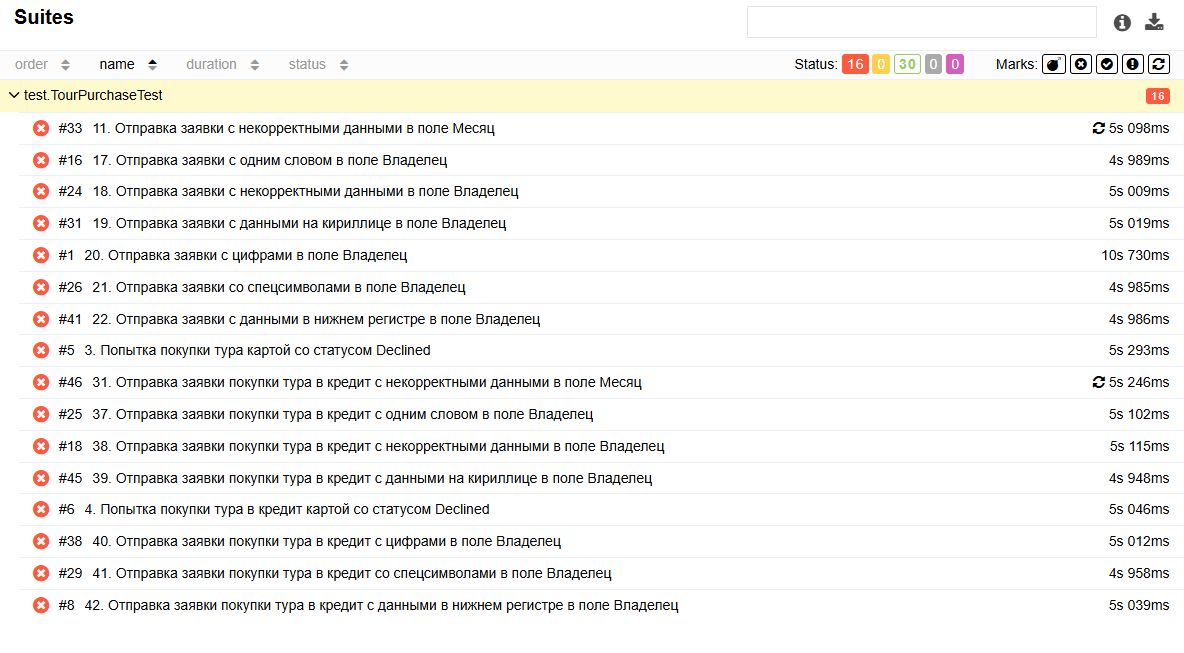 Suites
order name duration status Status: 16 0 30 0 0 Marks:
test.TourPurchaseTest 16
#33 11. Отправка заявки с некорректными данными в поле Месяц 5s 098ms
#16 17. Отправка заявки с одним словом в поле Владелец 4s 989ms
#24 18. Отправка заявки с некорректными данными в поле Владелец 5s 009ms
#31 19. Отправка заявки с данными на кириллице в поле Владелец 5s 019ms
#1 20. Отправка заявки с цифрами в поле Владелец 10s 730ms
#26 21. Отправка заявки со спецсимволами в поле Владелец 4s 985ms
#41 22. Отправка заявки с данными в нижнем регистре в поле Владелец 4s 986ms
#5 3. Попытка покупки тура картой со статусом Declined 5s 293ms
#46 31. Отправка заявки покупки тура в кредит с некорректными данными в поле Месяц 5s 246ms
#25 37. Отправка заявки покупки тура в кредит с одним словом в поле Владелец 5s 102ms
#18 38. Отправка заявки покупки тура в кредит с некорректными данными в поле Владелец 5s 115ms
#45 39. Отправка заявки покупки тура в кредит с данными на кириллице в поле Владелец 4s 948ms
#6 4. Попытка покупки тура в кредит картой со статусом Declined 5s 046ms
#38 40. Отправка заявки покупки тура в кредит с цифрами в поле Владелец 5s 012ms
#29 41. Отправка заявки покупки тура в кредит со спецсимволами в поле Владелец 4s 958ms
#8 42. Отправка заявки покупки тура в кредит с данными в нижнем регистре в поле Владелец 5s 039ms